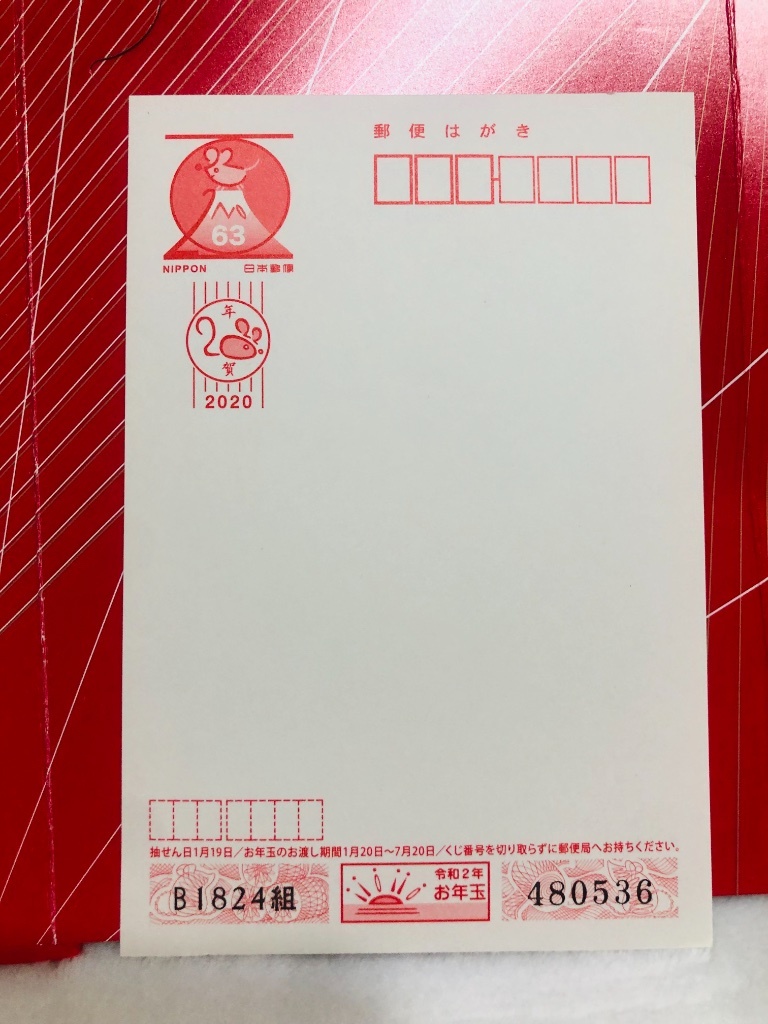 郵便はがき
63
NIPPON 日本郵便
年
20
賀
2020
抽せん日1月19日/お年玉のお渡し期間1月20日~7月20日/くじ番号を切り取らずに郵便局へお持ちください。
B1824組
令和2年
お年玉
480536